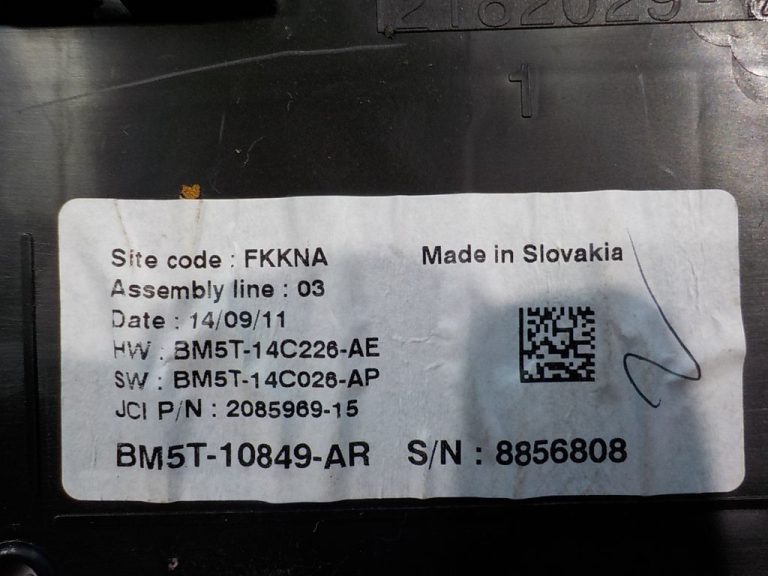 2182029-
1
Site code : FKKNA
Made in Slovakia
Assembly line : 03
Date : 14/09/11
HW : BM5T-14C226-AE
SW : BM5T-14C026-AP
JCI P/N : 2085969-15
BM5T-10849-AR S/N : 8856808